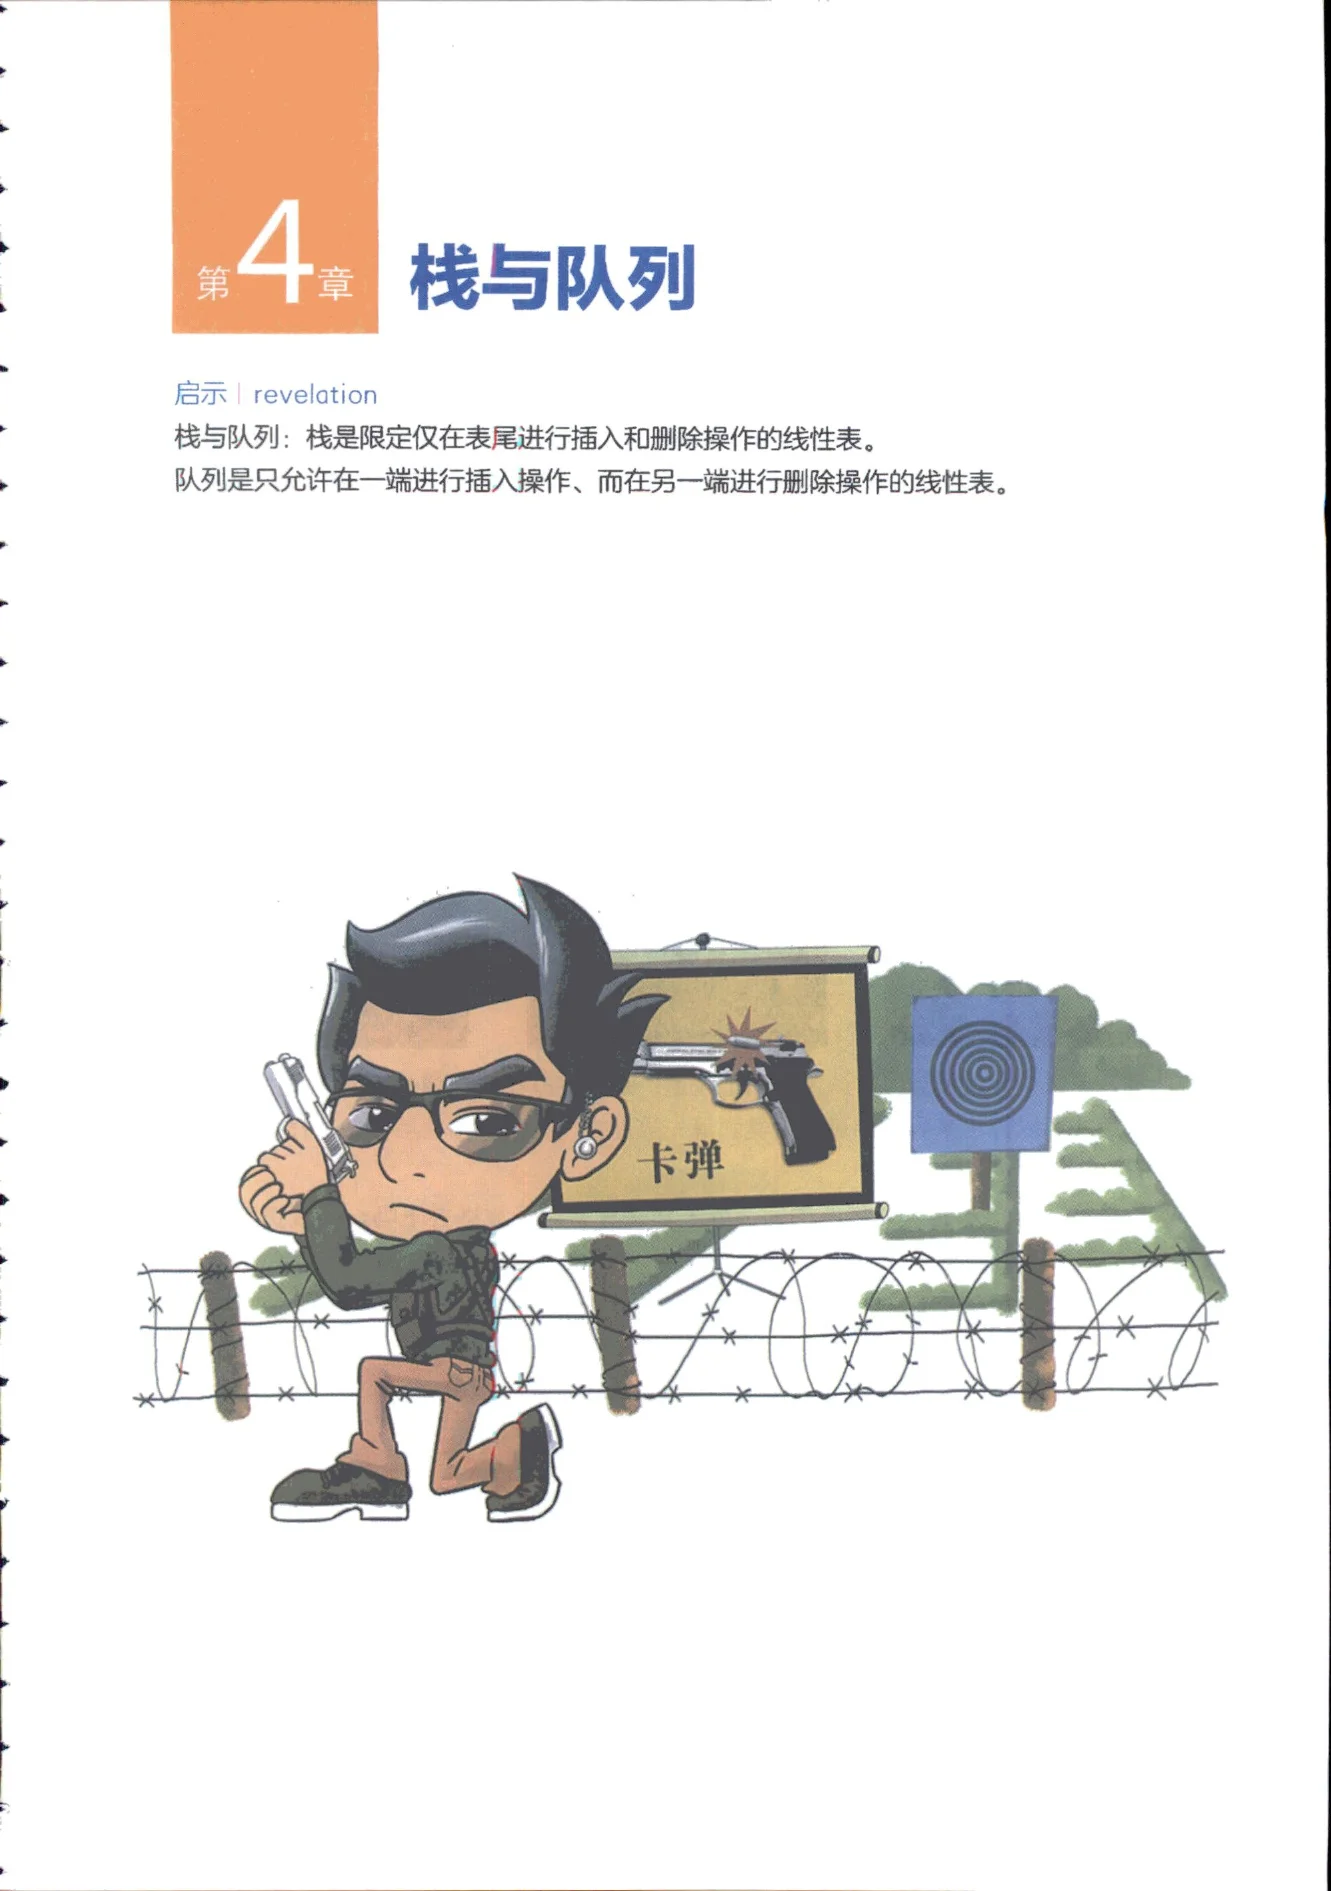 第4章
栈与队列
启示 | revelation
栈与队列：栈是限定仅在表尾进行插入和删除操作的线性表。
队列是只允许在一端进行插入操作、而在另一端进行删除操作的线性表。
卡弹